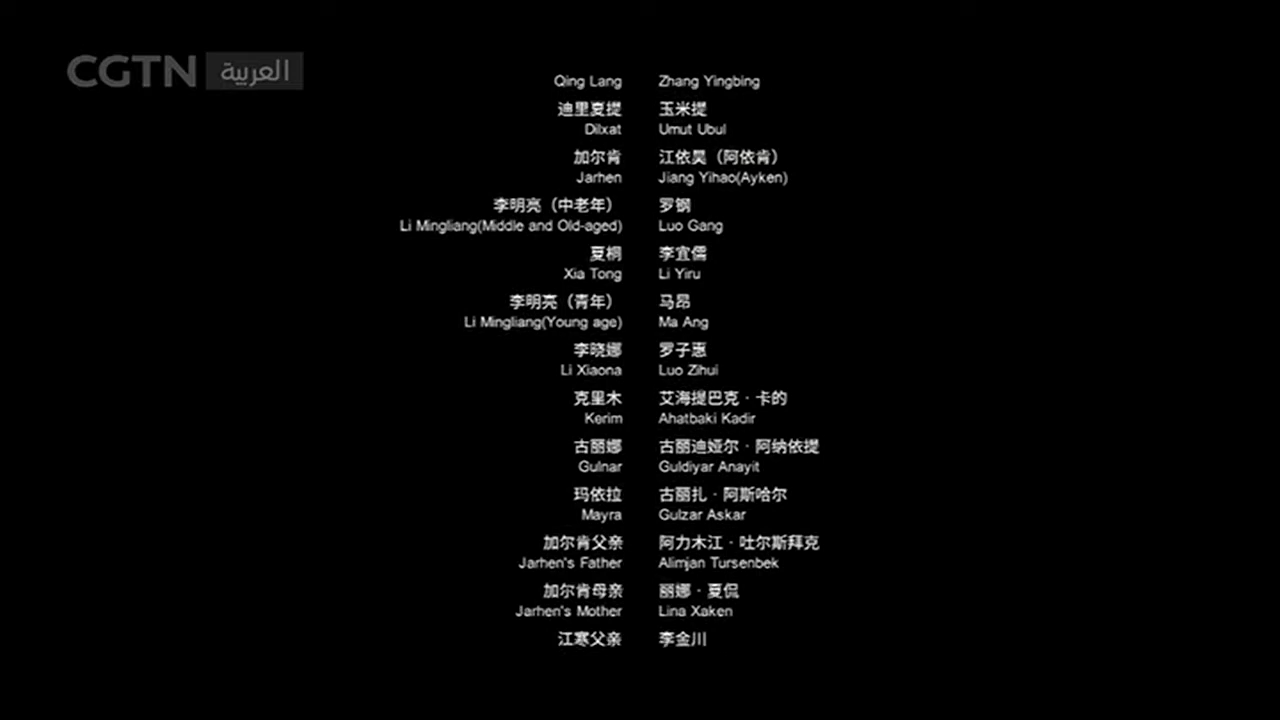 CGTN العربية
Qing Lang Zhang Yingbing
迪里夏提 玉米提
Dilxat Umut Ubul
加尔肯 江依昊（阿依肯）
Jarhen Jiang Yihao(Ayken)
李明亮（中老年） 罗钢
Li Mingliang(Middle and Old-aged) Luo Gang
夏桐 李宜儒
Xia Tong Li Yiru
李明亮（青年） 马昂
Li Mingliang(Young age) Ma Ang
李晓娜 罗子惠
Li Xiaona Luo Zihui
克里木 艾海提巴克·卡的
Kerim Ahatbaki Kadir
古丽娜 古丽迪娅尔·阿纳依提
Gulnar Guldiyar Anayit
玛依拉 古丽扎·阿斯哈尔
Mayra Gulzar Askar
加尔肯父亲 阿力木江·吐尔斯拜克
Jarhen's Father Alimjan Tursenbek
加尔肯母亲 丽娜·夏侃
Jarhen's Mother Lina Xaken
江寒父亲 李金川